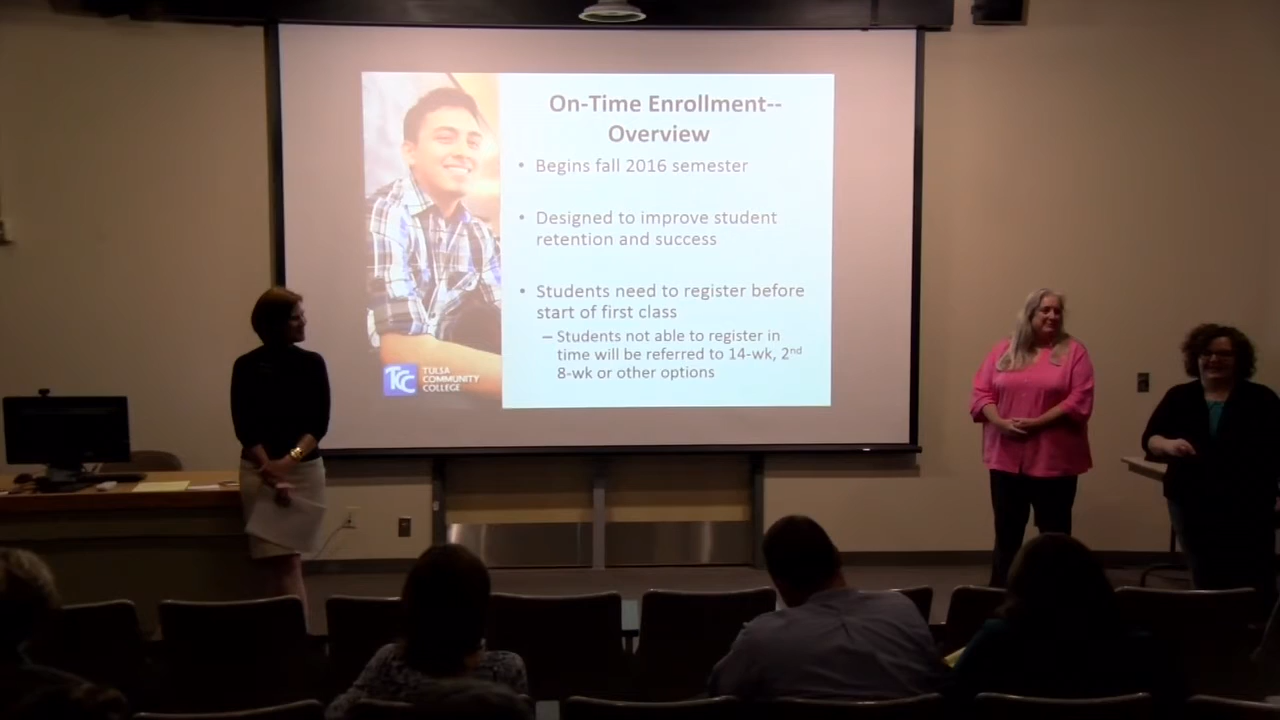 On-Time Enrollment--
Overview
• Begins fall 2016 semester
• Designed to improve student
retention and success
• Students need to register before
start of first class
– Students not able to register in
time will be referred to 14-wk, 2nd
8-wk or other options
TCC
TULSA
COMMUNITY
COLLEGE